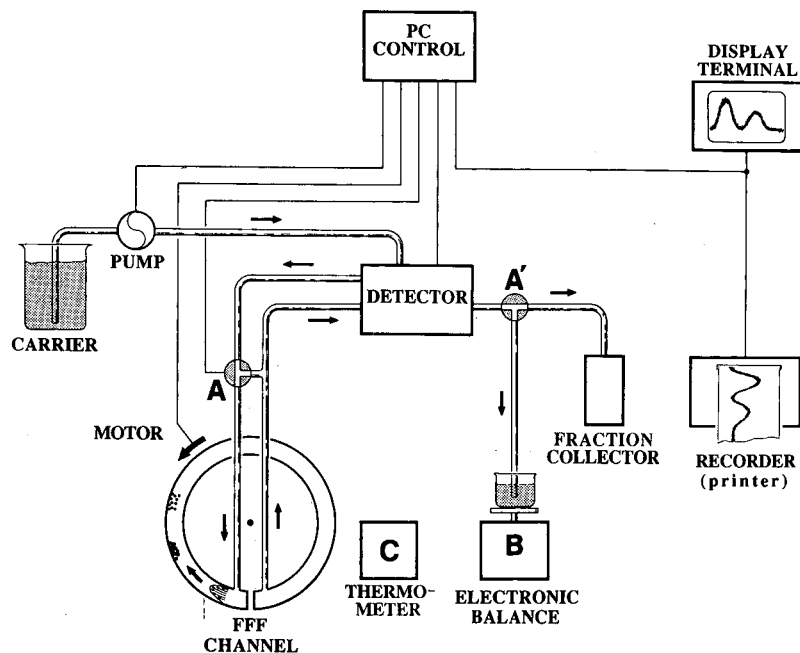 PC
CONTROL
DISPLAY
TERMINAL
PUMP
CARRIER
DETECTOR
A′
A
MOTOR
FRACTION
COLLECTOR
RECORDER
(printer)
C
B
THERMO-
METER
ELECTRONIC
BALANCE
FFF
CHANNEL